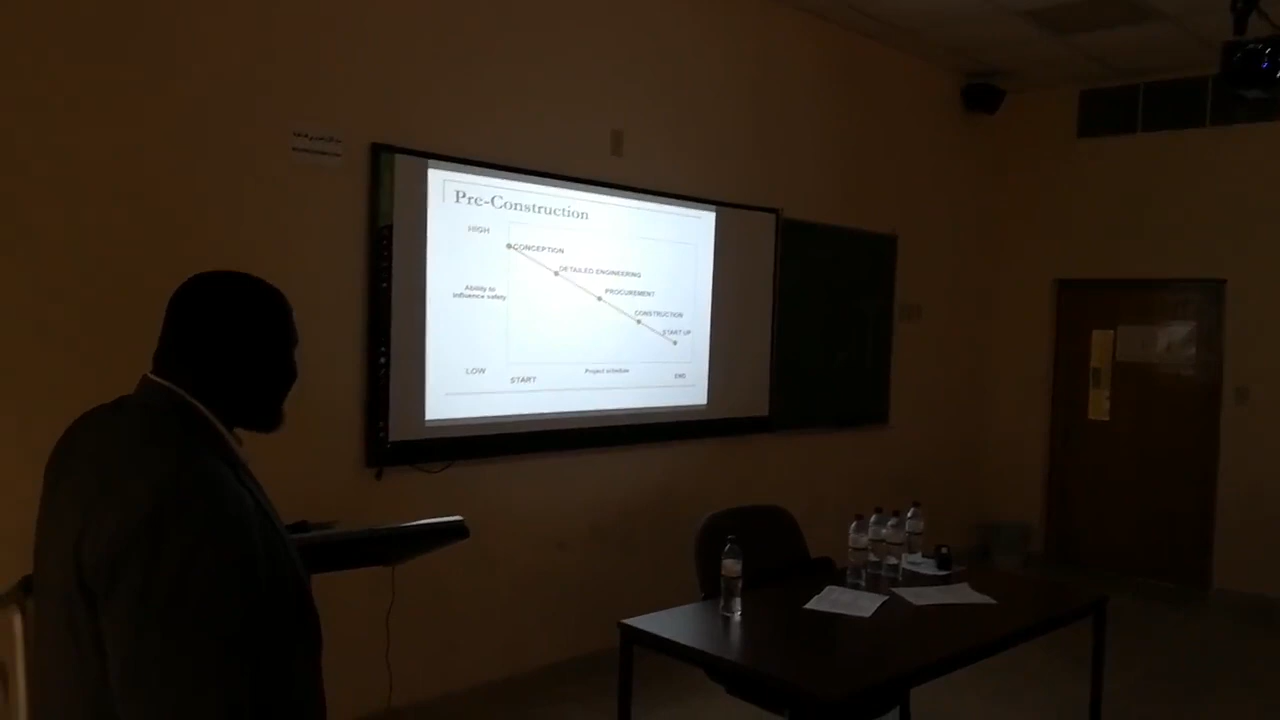 Pre-Construction
HIGH
CONCEPTION
DETAILED ENGINEERING
Ability to
influence safety
PROCUREMENT
CONSTRUCTION
START UP
LOW
START
Project schedule
END